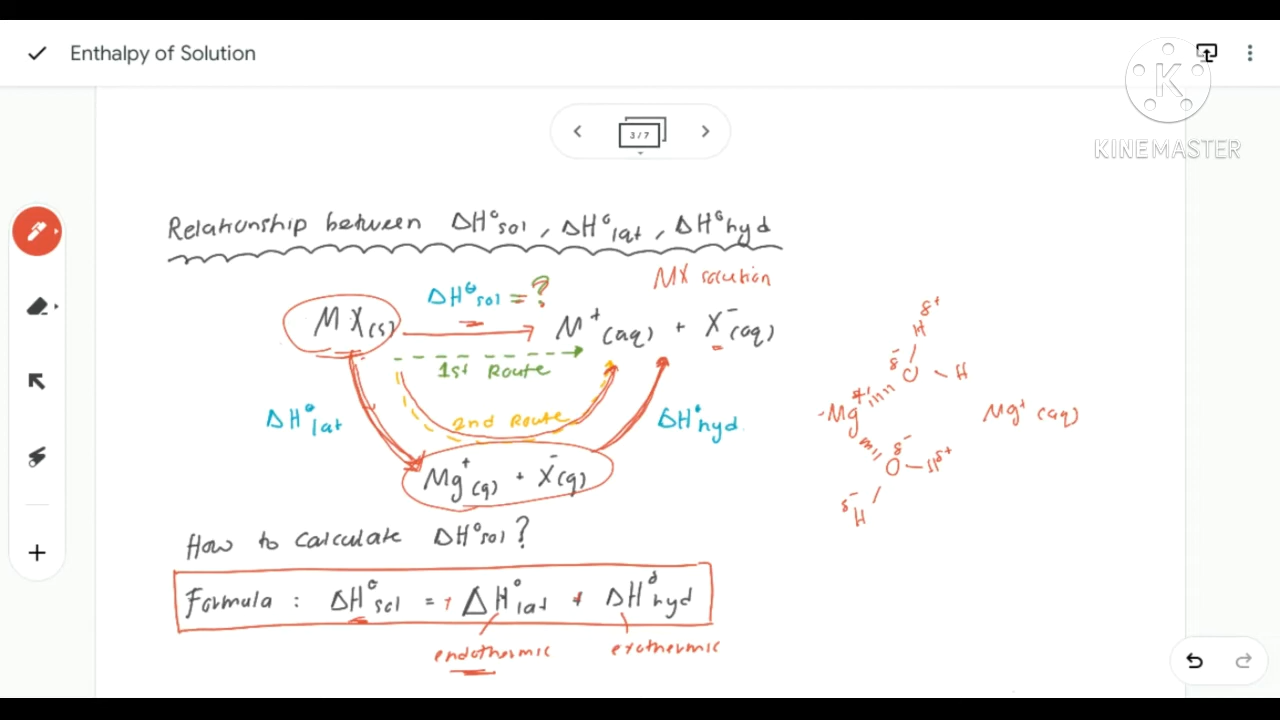 Enthalpy of Solution
K
KINEMASTER
3 / 7
Relationship between ΔH°sol, ΔH°lat, ΔH°hyd
MX solution
ΔH°sol = ?
MX(s) → M⁺(aq) + X⁻(aq)
1st Route
ΔH°lat
2nd Route
ΔH°hyd
Mg⁺(g) + X⁻(g)
How to calculate ΔH°sol?
Formula : ΔH°sol = + ΔH°lat + ΔH°hyd
endothermic
exothermic
δ⁺
H
δ⁻
O
H
Mg⁺
Mg⁺(aq)
δ⁻
O
H δ⁺
δ⁻
H